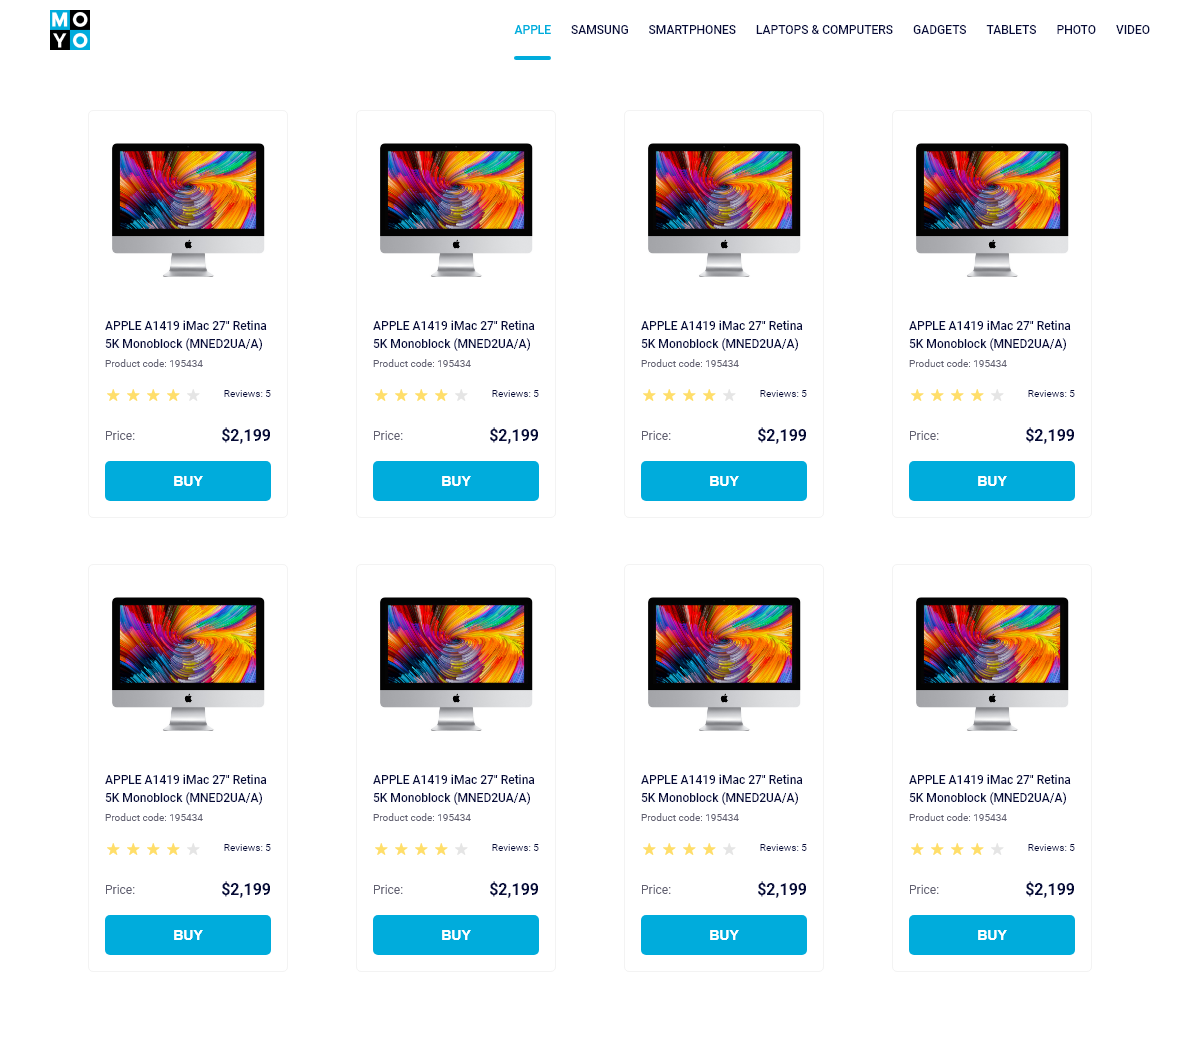 MO
YO
APPLE SAMSUNG SMARTPHONES LAPTOPS & COMPUTERS GADGETS TABLETS PHOTO VIDEO
APPLE A1419 iMac 27" Retina
5K Monoblock (MNED2UA/A)
Product code: 195434
Reviews: 5
Price: $2,199
BUY
APPLE A1419 iMac 27" Retina
5K Monoblock (MNED2UA/A)
Product code: 195434
Reviews: 5
Price: $2,199
BUY
APPLE A1419 iMac 27" Retina
5K Monoblock (MNED2UA/A)
Product code: 195434
Reviews: 5
Price: $2,199
BUY
APPLE A1419 iMac 27" Retina
5K Monoblock (MNED2UA/A)
Product code: 195434
Reviews: 5
Price: $2,199
BUY
APPLE A1419 iMac 27" Retina
5K Monoblock (MNED2UA/A)
Product code: 195434
Reviews: 5
Price: $2,199
BUY
APPLE A1419 iMac 27" Retina
5K Monoblock (MNED2UA/A)
Product code: 195434
Reviews: 5
Price: $2,199
BUY
APPLE A1419 iMac 27" Retina
5K Monoblock (MNED2UA/A)
Product code: 195434
Reviews: 5
Price: $2,199
BUY
APPLE A1419 iMac 27" Retina
5K Monoblock (MNED2UA/A)
Product code: 195434
Reviews: 5
Price: $2,199
BUY